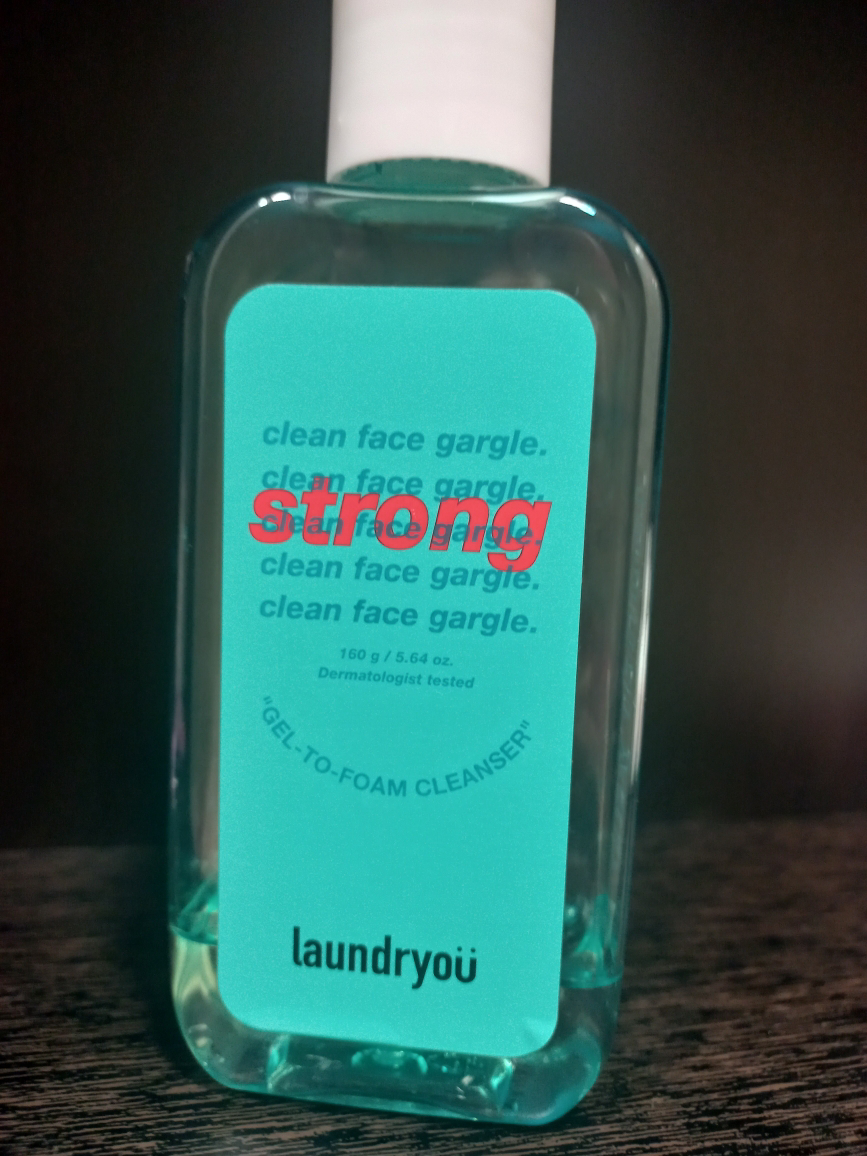 clean face gargle.
clean face gargle.
strong
clean face gargle.
clean face gargle.
clean face gargle.
160 g / 5.64 oz.
Dermatologist tested
"GEL-TO-FOAM CLEANSER"
laundryoü